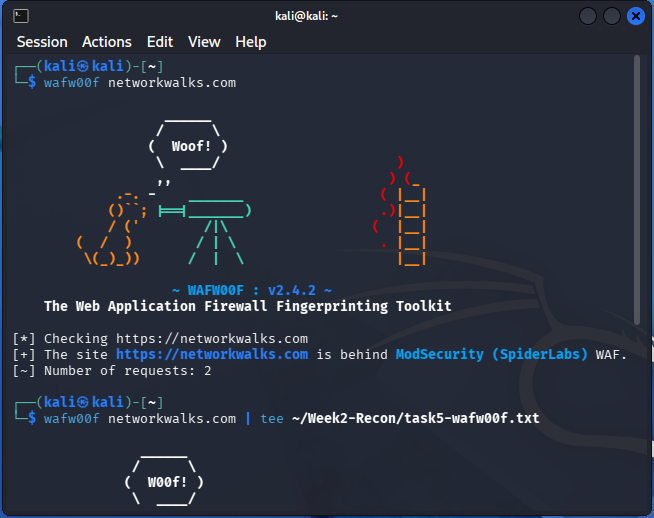 kali@kali: ~
Session Actions Edit View Help
┌──(kali㉿kali)-[~]
└─$ wafw00f networkwalks.com
( Woof! )
~ WAFW00F : v2.4.2 ~
The Web Application Firewall Fingerprinting Toolkit
[*] Checking https://networkwalks.com
[+] The site https://networkwalks.com is behind ModSecurity (SpiderLabs) WAF.
[~] Number of requests: 2
┌──(kali㉿kali)-[~]
└─$ wafw00f networkwalks.com | tee ~/Week2-Recon/task5-wafw00f.txt
( W00f! )